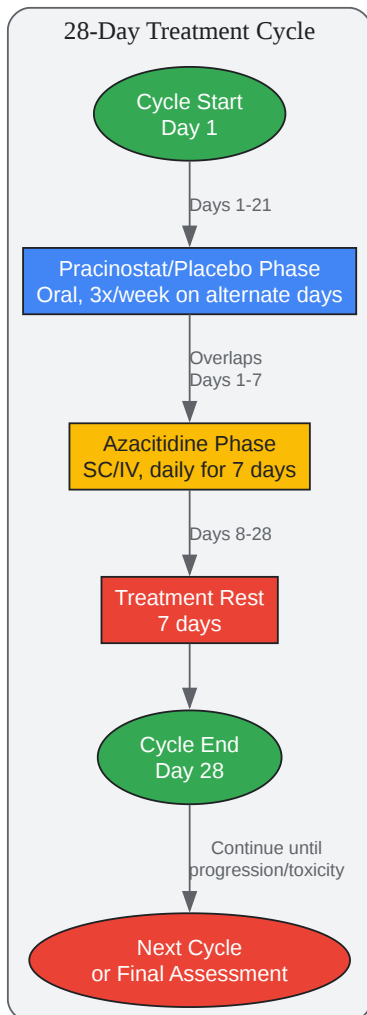 28-Day Treatment Cycle
Cycle Start
Day 1
Days 1-21
Pracinostat/Placebo Phase
Oral, 3x/week on alternate days
Overlaps
Days 1-7
Azacitidine Phase
SC/IV, daily for 7 days
Days 8-28
Treatment Rest
7 days
Cycle End
Day 28
Continue until
progression/toxicity
Next Cycle
or Final Assessment